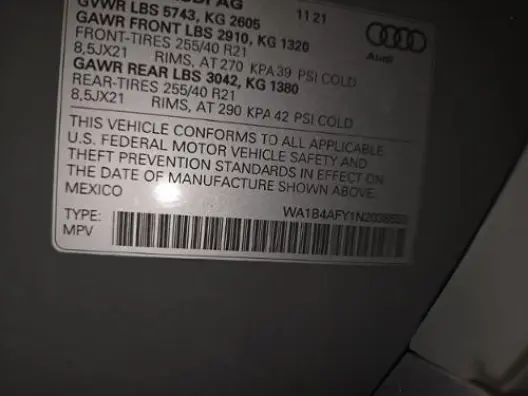 AUDI AG 11 21
GVWR LBS 5743, KG 2605
GAWR FRONT LBS 2910, KG 1320
FRONT-TIRES 255/40 R21
8,5JX21 RIMS, AT 270 KPA 39 PSI COLD
GAWR REAR LBS 3042, KG 1380
REAR-TIRES 255/40 R21
8,5JX21 RIMS, AT 290 KPA 42 PSI COLD
Audi
THIS VEHICLE CONFORMS TO ALL APPLICABLE
U.S. FEDERAL MOTOR VEHICLE SAFETY AND
THEFT PREVENTION STANDARDS IN EFFECT ON
THE DATE OF MANUFACTURE SHOWN ABOVE.
MEXICO
TYPE:
MPV